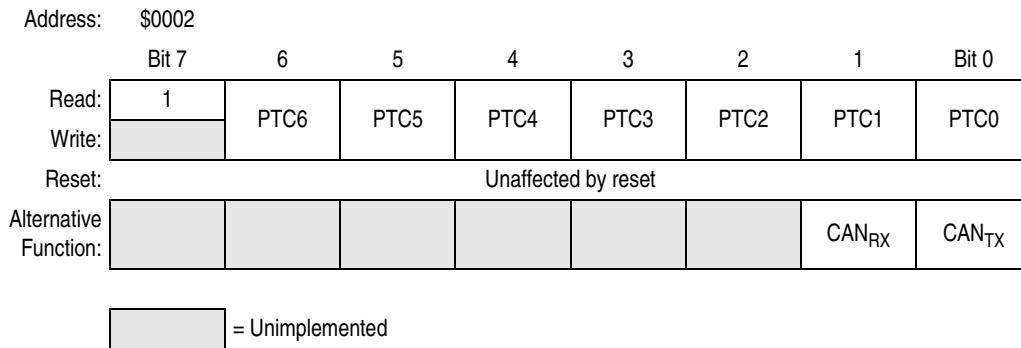 Address: $0002
Bit 7 6 5 4 3 2 1 Bit 0
Read: 1 PTC6 PTC5 PTC4 PTC3 PTC2 PTC1 PTC0
Write:
Reset: Unaffected by reset
Alternative
Function: CANRX CANTX
= Unimplemented